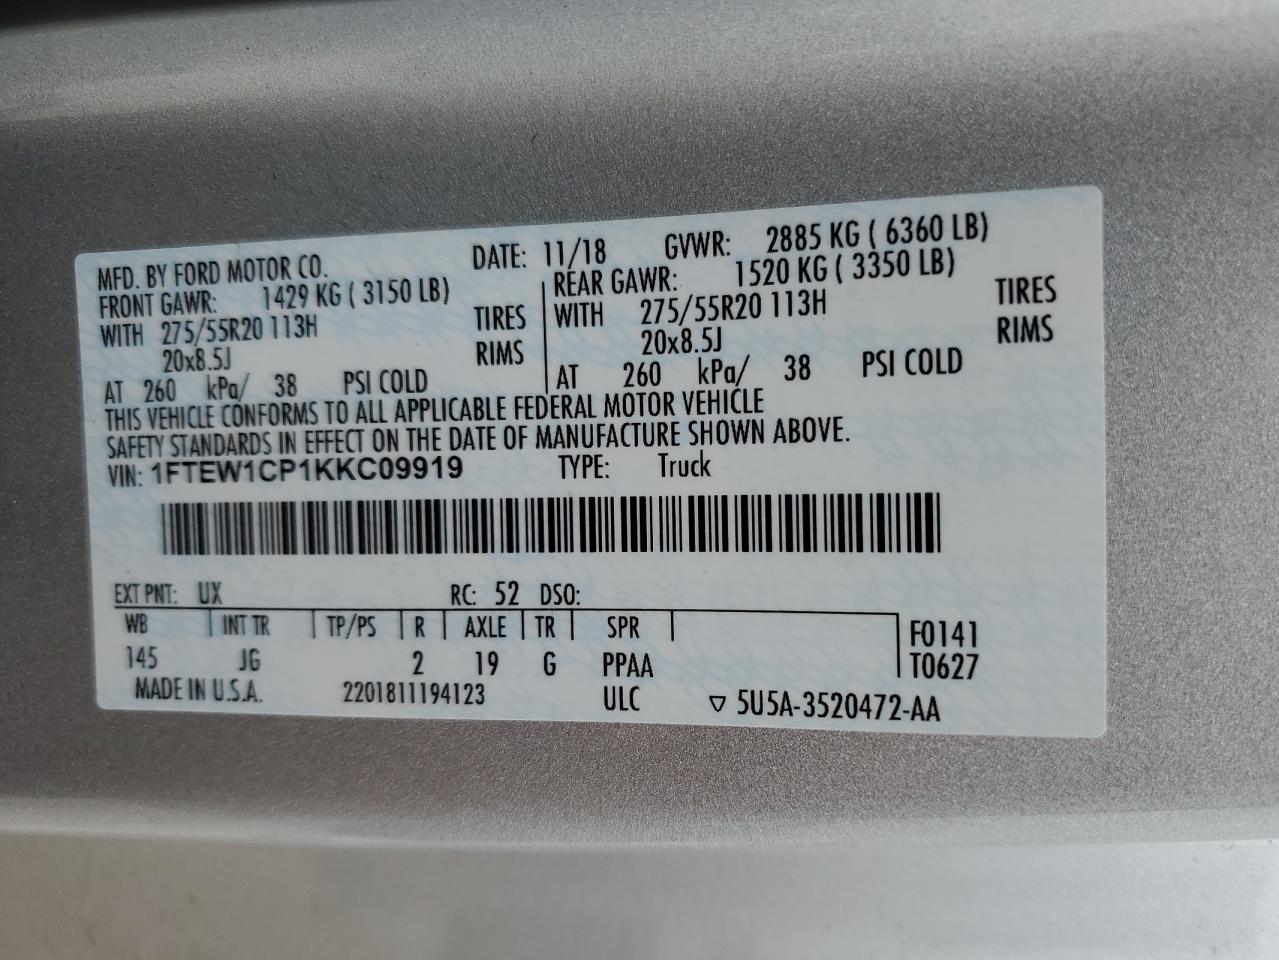 MFD. BY FORD MOTOR CO. DATE: 11/18 GVWR: 2885 KG ( 6360 LB)
FRONT GAWR: 1429 KG ( 3150 LB) REAR GAWR: 1520 KG ( 3350 LB)
WITH 275/55R20 113H TIRES WITH 275/55R20 113H TIRES
20x8.5J RIMS 20x8.5J RIMS
AT 260 kPa/ 38 PSI COLD AT 260 kPa/ 38 PSI COLD
THIS VEHICLE CONFORMS TO ALL APPLICABLE FEDERAL MOTOR VEHICLE
SAFETY STANDARDS IN EFFECT ON THE DATE OF MANUFACTURE SHOWN ABOVE.
VIN: 1FTEW1CP1KKC09919 TYPE: Truck
EXT PNT: UX RC: 52 DSO:
WB INT TR TP/PS R AXLE TR SPR F0141
145 JG 2 19 G PPAA T0627
MADE IN U.S.A. 2201811194123 ULC ▽ 5U5A-3520472-AA